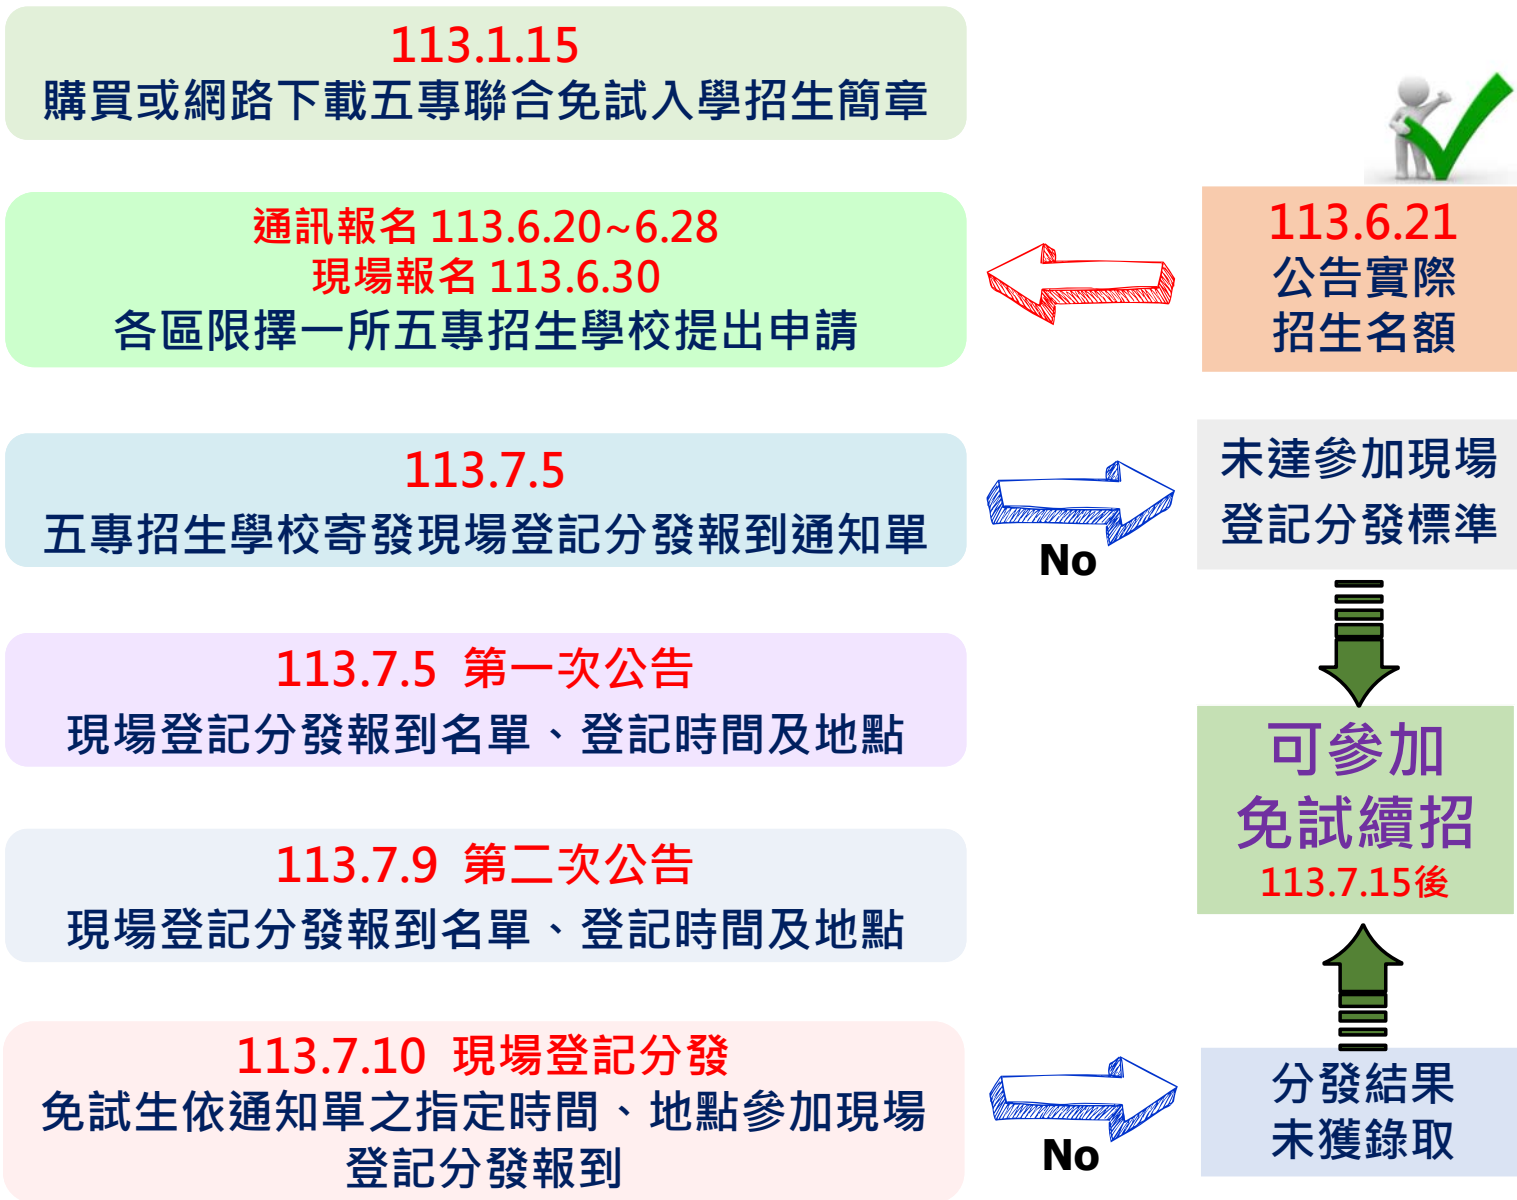 113.1.15
購買或網路下載五專聯合免試入學招生簡章
通訊報名 113.6.20~6.28
現場報名 113.6.30
各區限擇一所五專招生學校提出申請
113.6.21
公告實際
招生名額
113.7.5
五專招生學校寄發現場登記分發報到通知單
No
未達參加現場
登記分發標準
113.7.5 第一次公告
現場登記分發報到名單、登記時間及地點
可參加
免試續招
113.7.15後
113.7.9 第二次公告
現場登記分發報到名單、登記時間及地點
113.7.10 現場登記分發
免試生依通知單之指定時間、地點參加現場
登記分發報到
No
分發結果
未獲錄取